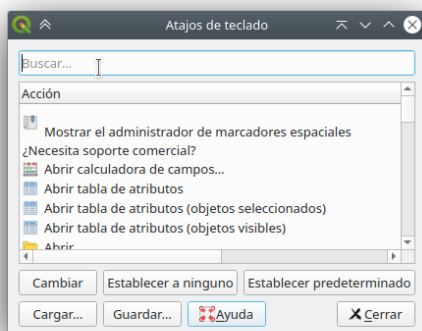 Atajos de teclado
Buscar...
Acción
Mostrar el administrador de marcadores espaciales
¿Necesita soporte comercial?
Abrir calculadora de campos...
Abrir tabla de atributos
Abrir tabla de atributos (objetos seleccionados)
Abrir tabla de atributos (objetos visibles)
Abrir
Cambiar Establecer a ninguno Establecer predeterminado
Cargar... Guardar... Ayuda Cerrar